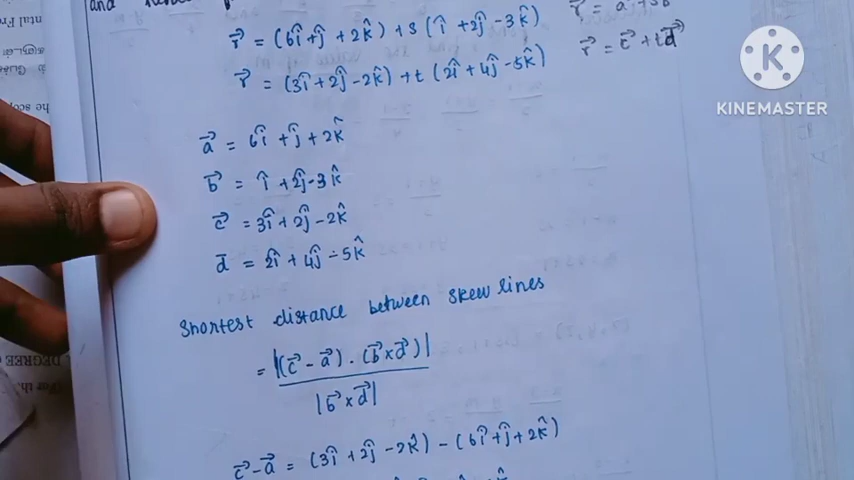 and
r⃗ = a⃗ + sb⃗
r⃗ = (6î+ĵ + 2k̂) + s (î +2ĵ -3k̂)
r⃗ = c⃗ + td⃗
r⃗ = (3î+2ĵ-2k̂) + t (2î+4ĵ-5k̂)
KINEMASTER
a⃗ = 6î + ĵ + 2k̂
b⃗ = î + 2ĵ-3k̂
c⃗ = 3î+2ĵ-2k̂
d⃗ = 2î + 4ĵ -5k̂
Shortest distance between skew lines
= |(c⃗ - a⃗) . (b⃗ x d⃗)|
|b⃗ x d⃗|
c⃗-a⃗ = (3î +2ĵ -2k̂) - (6î+ĵ+2k̂)